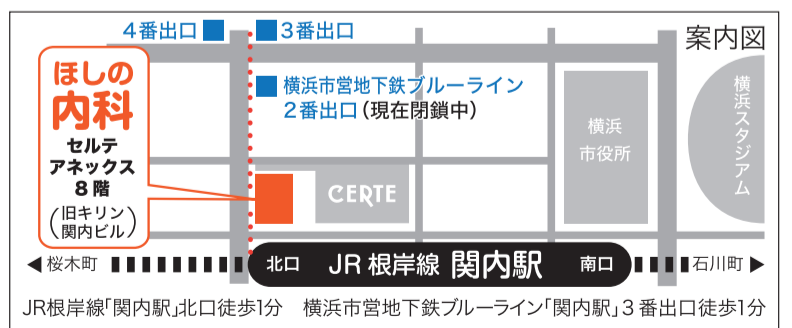 ４番出口
３番出口
案内図
ほしの
内科
セルテ
アネックス
８階
(旧キリン
関内ビル)
横浜市営地下鉄ブルーライン
２番出口(現在閉鎖中)
横浜
市役所
横浜スタジアム
CERTE
◀桜木町
北口 JR 根岸線 関内駅 南口
石川町▶
JR根岸線「関内駅」北口徒歩1分 横浜市営地下鉄ブルーライン「関内駅」３番出口徒歩1分